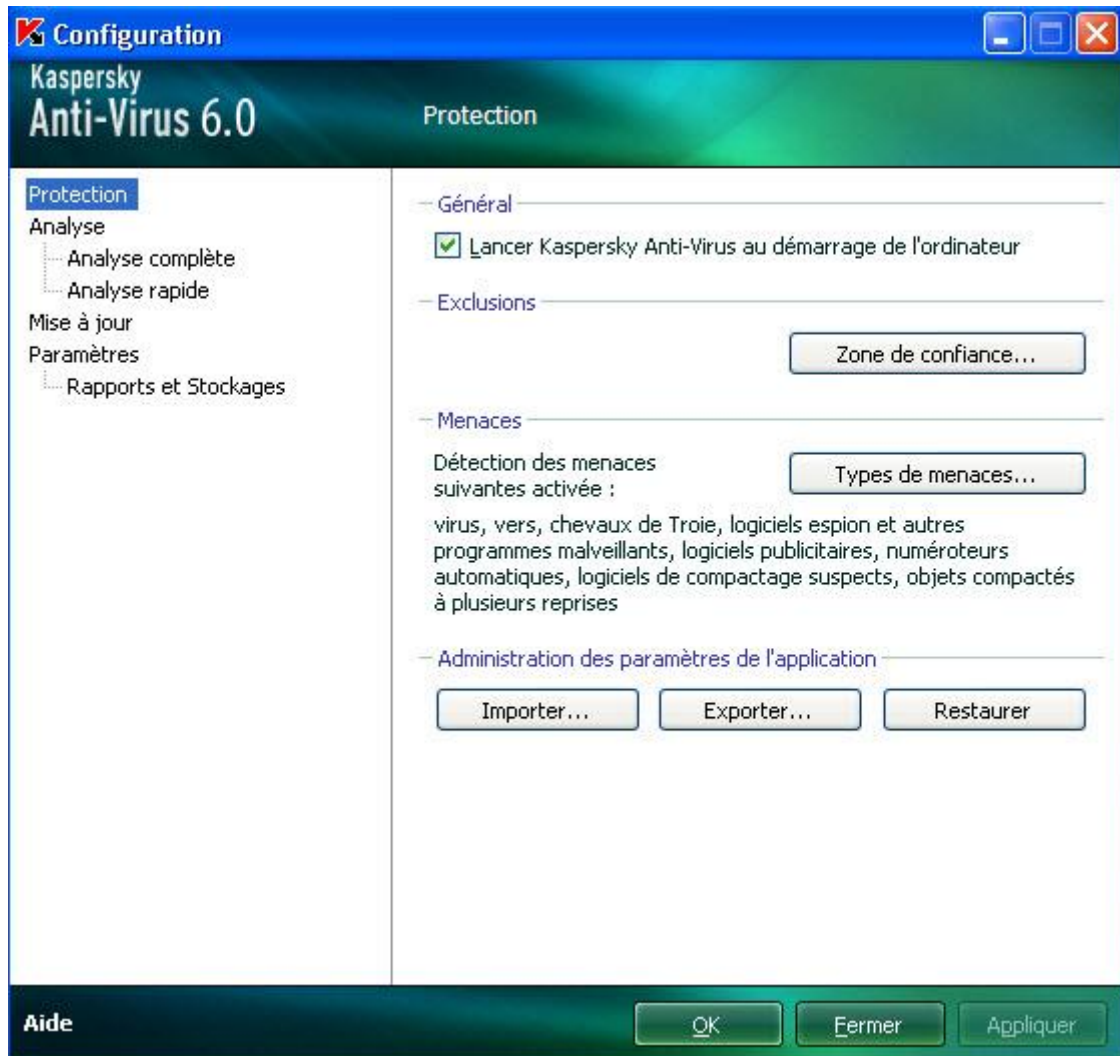 Configuration
Kaspersky
Anti-Virus 6.0
Protection
Protection
Analyse
Analyse complète
Analyse rapide
Mise à jour
Paramètres
Rapports et Stockages
Général
Lancer Kaspersky Anti-Virus au démarrage de l'ordinateur
Exclusions
Zone de confiance...
Menaces
Détection des menaces
suivantes activée :
Types de menaces...
virus, vers, chevaux de Troie, logiciels espion et autres
programmes malveillants, logiciels publicitaires, numéroteurs
automatiques, logiciels de compactage suspects, objets compactés
à plusieurs reprises
Administration des paramètres de l'application
Importer...
Exporter...
Restaurer
Aide
OK
Fermer
Appliquer